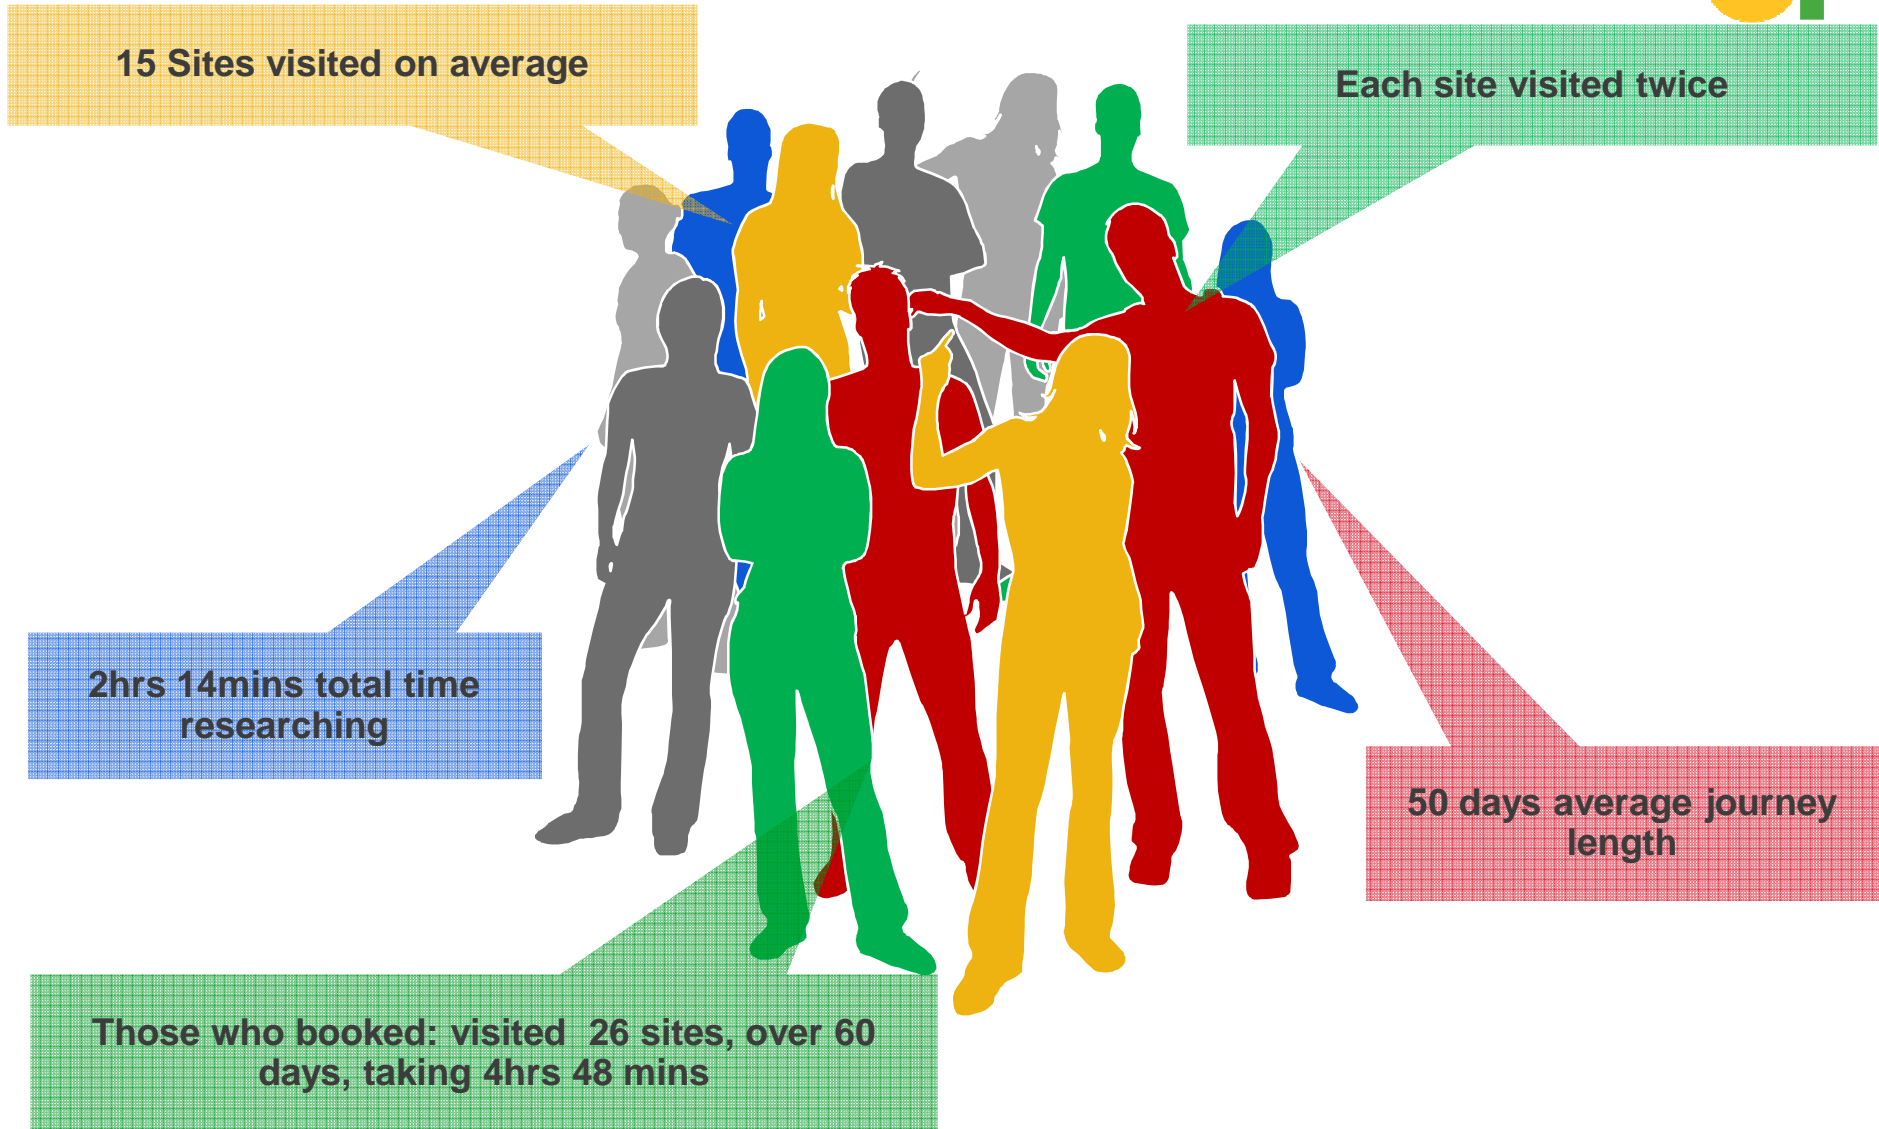 15 Sites visited on average
Each site visited twice
2hrs 14mins total time
researching
50 days average journey
length
Those who booked: visited  26 sites, over 60
days, taking 4hrs 48 mins